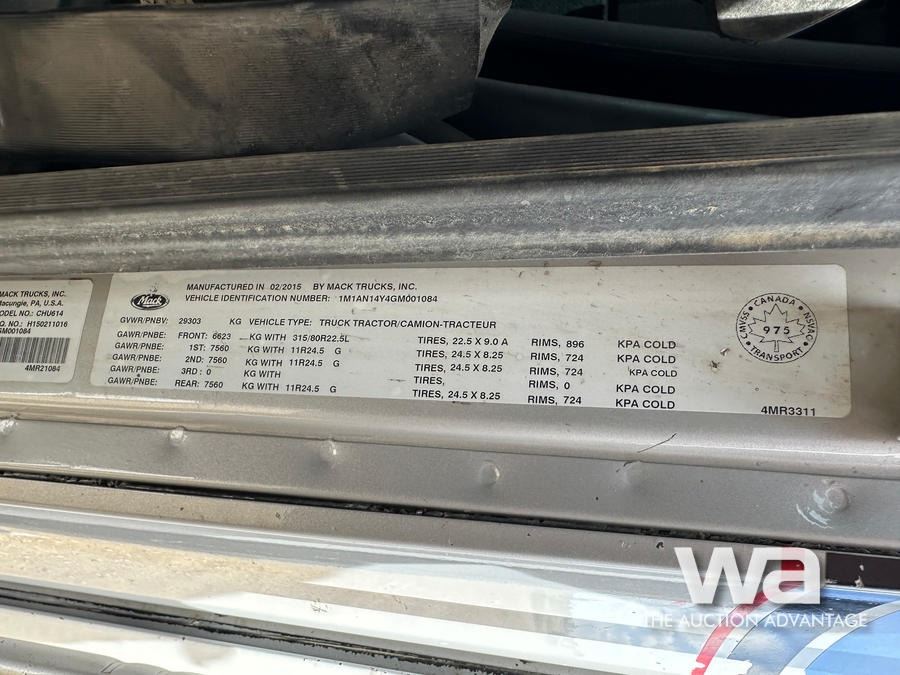 MACK TRUCKS, INC.
Macungie, PA, U.S.A.
MODEL NO.: CHU614
Q. NO.: H150211016
GM001084
4MR21084
Mack
MANUFACTURED IN 02/2015 BY MACK TRUCKS, INC.
VEHICLE IDENTIFICATION NUMBER: 1M1AN14Y4GM001084
GVWR/PNBV: 29303 KG VEHICLE TYPE: TRUCK TRACTOR/CAMION-TRACTEUR
GAWR/PNBE: FRONT: 6623 KG WITH 315/80R22.5L TIRES, 22.5 X 9.0 A RIMS, 896 KPA COLD
GAWR/PNBE: 1ST: 7560 KG WITH 11R24.5 G TIRES, 24.5 X 8.25 RIMS, 724 KPA COLD
GAWR/PNBE: 2ND: 7560 KG WITH 11R24.5 G TIRES, 24.5 X 8.25 RIMS, 724 KPA COLD
GAWR/PNBE: 3RD: 0 KG WITH TIRES, RIMS, 0 KPA COLD
GAWR/PNBE: REAR: 7560 KG WITH 11R24.5 G TIRES, 24.5 X 8.25 RIMS, 724 KPA COLD
CANADA
CMVSS
975
NSVAC
TRANSPORT
4MR3311
wa
THE AUCTION ADVANTAGE